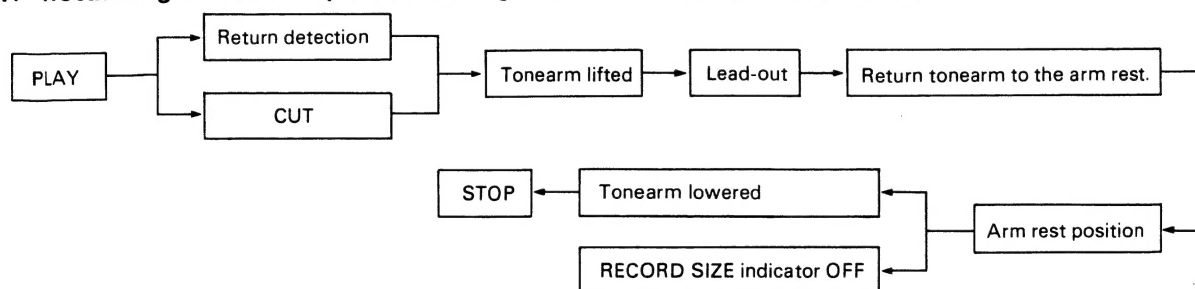 Return detection
PLAY
CUT
Tonearm lifted
Lead-out
Return tonearm to the arm rest.
STOP
Tonearm lowered
Arm rest position
RECORD SIZE indicator OFF